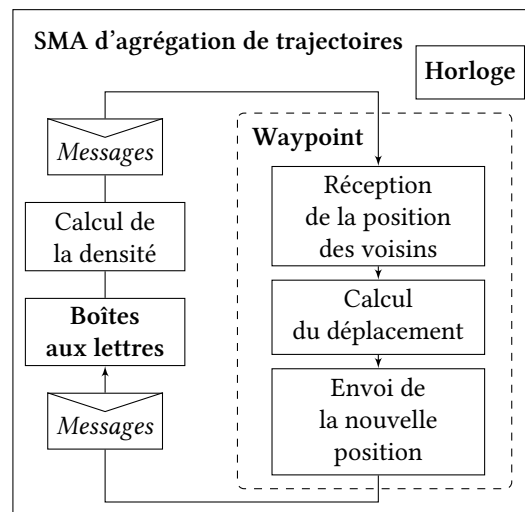 SMA d'agrégation de trajectoires
Horloge
Messages
Calcul de
la densité
Boîtes
aux lettres
Messages
Waypoint
Réception
de la position
des voisins
Calcul
du déplacement
Envoi de
la nouvelle
position